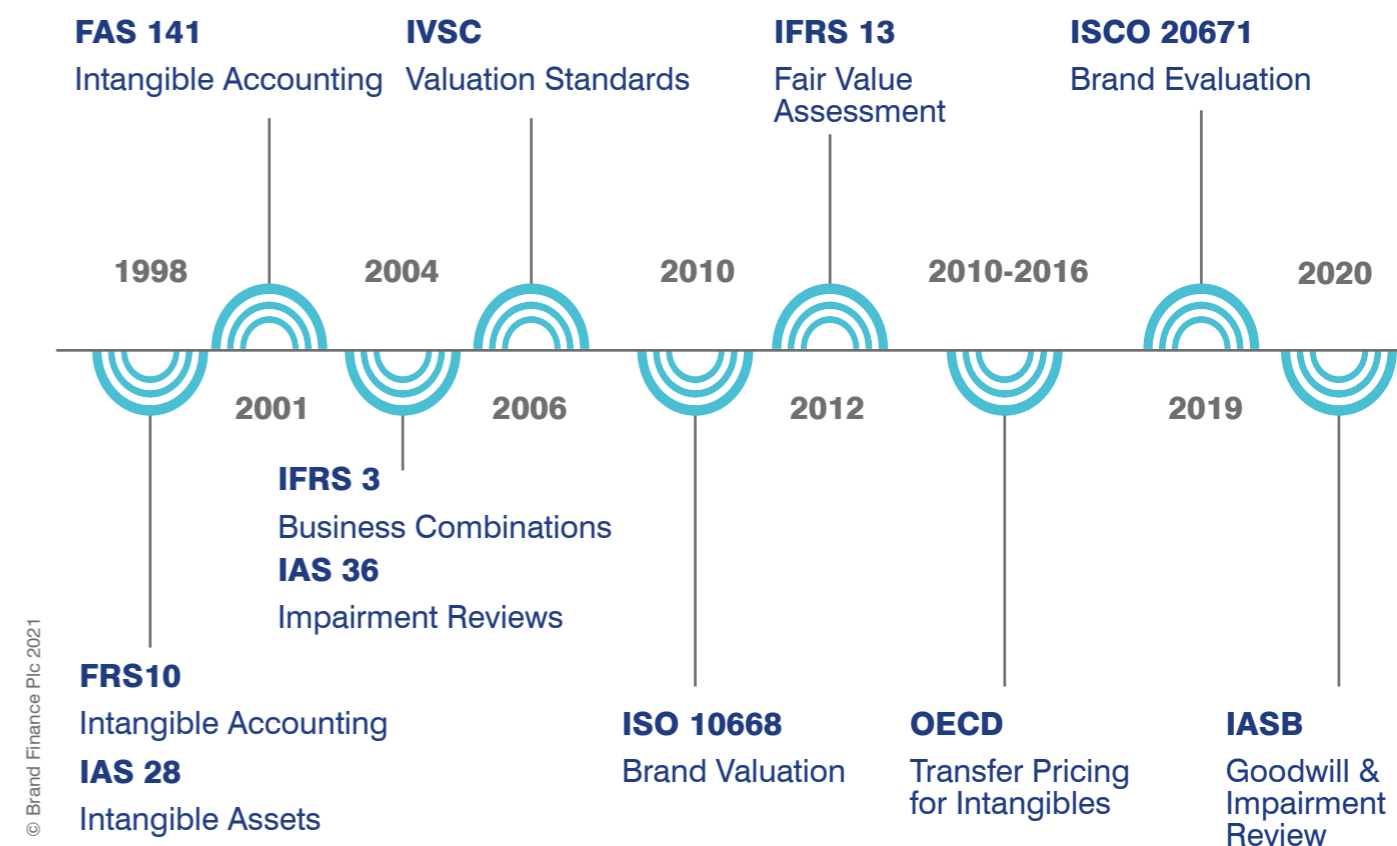 FAS 141
Intangible Accounting
IVSC
Valuation Standards
IFRS 13
Fair Value
Assessment
ISCO 20671
Brand Evaluation
1998
2004
2010
2010-2016
2020
2001
2006
2012
2019
IFRS 3
Business Combinations
IAS 36
Impairment Reviews
FRS10
Intangible Accounting
IAS 28
Intangible Assets
ISO 10668
Brand Valuation
OECD
Transfer Pricing
for Intangibles
IASB
Goodwill &
Impairment
Review
© Brand Finance Plc 2021